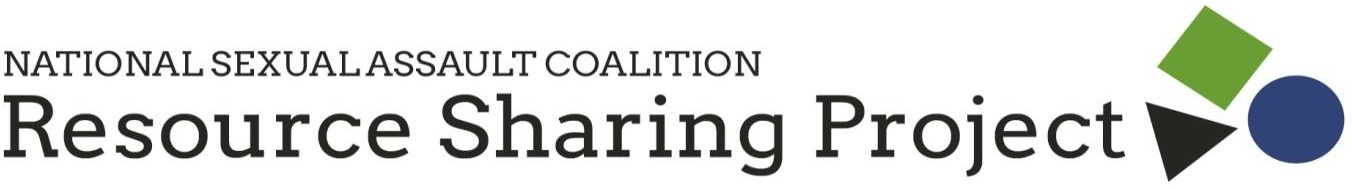 NATIONAL SEXUAL ASSAULT COALITION
Resource Sharing Project